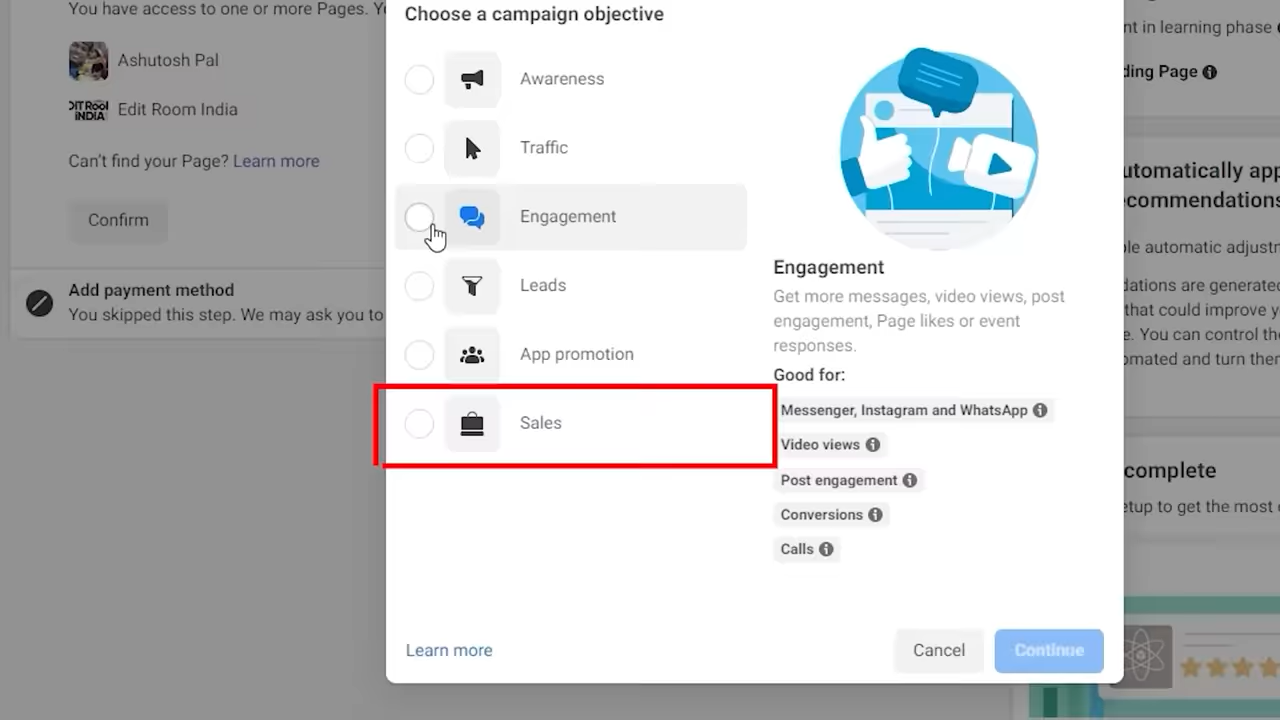 You have access to one or more Pages.
Ashutosh Pal
Edit Room India
Can't find your Page? Learn more
Confirm
Add payment method
You skipped this step. We may ask you to
Choose a campaign objective
Awareness
Traffic
Engagement
Leads
App promotion
Sales
Engagement
Get more messages, video views, post
engagement, Page likes or event
responses.
Good for:
Messenger, Instagram and WhatsApp
Video views
Post engagement
Conversions
Calls
Learn more
Cancel
Continue
nt in learning phase
ding Page
utomatically app
commendations
le automatic adjustm
dations are generated
that could improve y
e. You can control the
omated and turn them
complete
etup to get the most